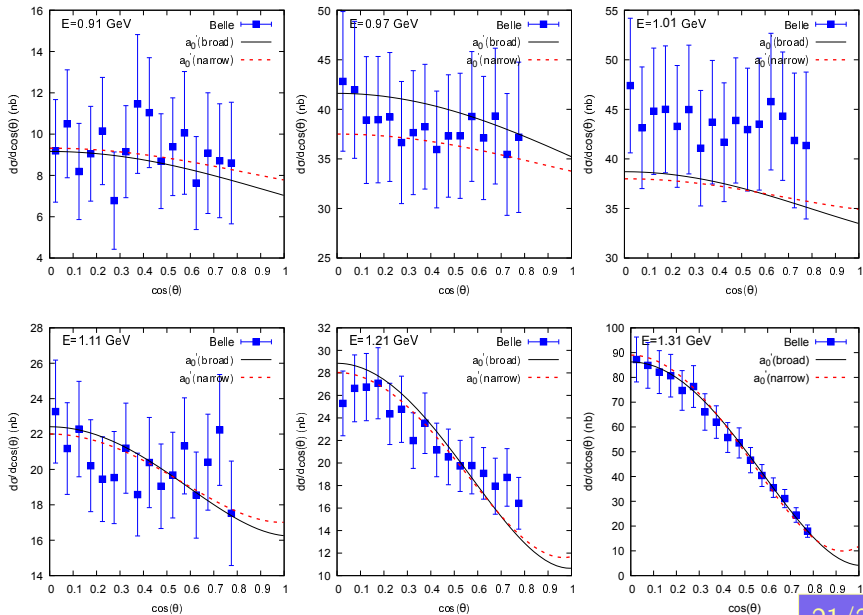 E=0.91 GeV
Belle
a₀'(broad)
a₀'(narrow)
dσ/dcos(θ) (nb)
16
14
12
10
8
6
4
0 0.1 0.2 0.3 0.4 0.5 0.6 0.7 0.8 0.9 1
cos(θ)
E=0.97 GeV
Belle
a₀'(broad)
a₀'(narrow)
dσ/dcos(θ) (nb)
50
45
40
35
30
25
0 0.1 0.2 0.3 0.4 0.5 0.6 0.7 0.8 0.9 1
cos(θ)
E=1.01 GeV
Belle
a₀'(broad)
a₀'(narrow)
dσ/dcos(θ) (nb)
55
50
45
40
35
30
0 0.1 0.2 0.3 0.4 0.5 0.6 0.7 0.8 0.9 1
cos(θ)
E=1.11 GeV
Belle
a₀'(broad)
a₀'(narrow)
dσ/dcos(θ) (nb)
28
26
24
22
20
18
16
14
0 0.1 0.2 0.3 0.4 0.5 0.6 0.7 0.8 0.9 1
cos(θ)
E=1.21 GeV
Belle
a₀'(broad)
a₀'(narrow)
dσ/dcos(θ) (nb)
32
30
28
26
24
22
20
18
16
14
12
10
0 0.1 0.2 0.3 0.4 0.5 0.6 0.7 0.8 0.9 1
cos(θ)
E=1.31 GeV
Belle
a₀'(broad)
a₀'(narrow)
dσ/dcos(θ) (nb)
100
90
80
70
60
50
40
30
20
10
0
0 0.1 0.2 0.3 0.4 0.5 0.6 0.7 0.8 0.9 1
cos(θ)